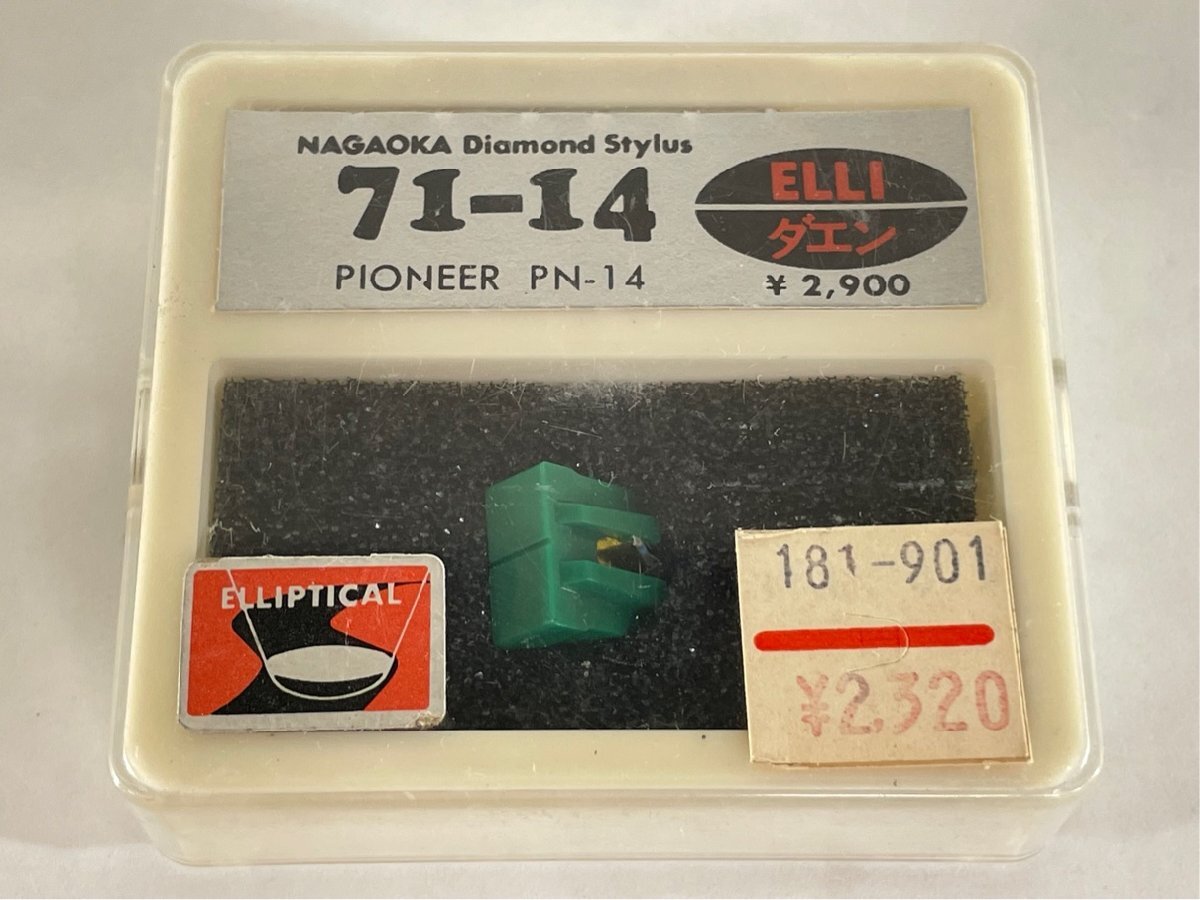 NAGAOKA Diamond Stylus
71-14
PIONEER PN-14
ELLI
ダエン
¥ 2,900
ELLIPTICAL
181-901
¥2,320